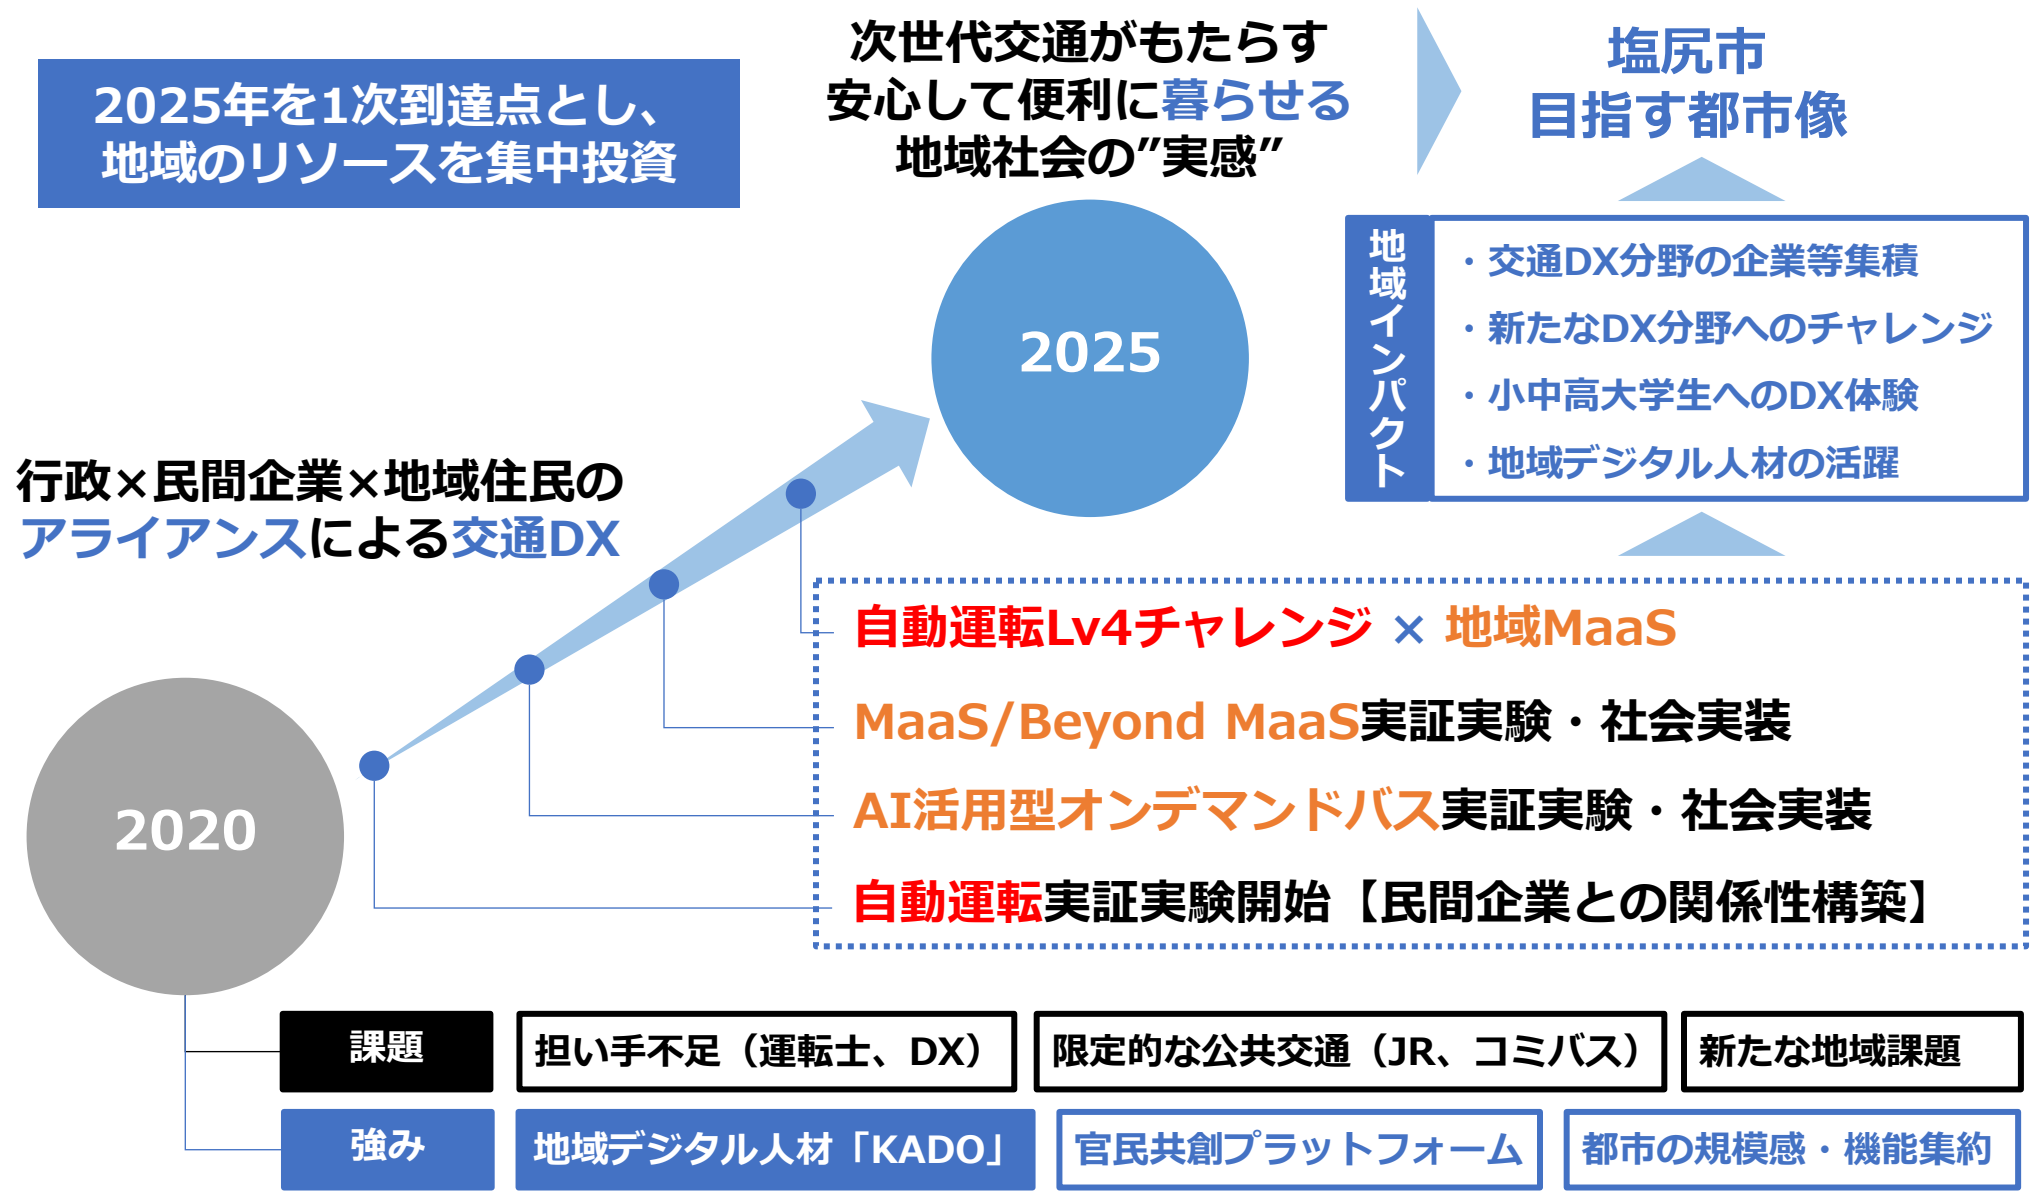 2025年を1次到達点とし、
地域のリソースを集中投資
次世代交通がもたらす
安心して便利に暮らせる
地域社会の”実感”
塩尻市
目指す都市像
地域インパクト
・交通DX分野の企業等集積
・新たなDX分野へのチャレンジ
・小中高大学生へのDX体験
・地域デジタル人材の活躍
2025
行政×民間企業×地域住民の
アライアンスによる交通DX
自動運転Lv4チャレンジ × 地域MaaS
MaaS/Beyond MaaS実証実験・社会実装
AI活用型オンデマンドバス実証実験・社会実装
自動運転実証実験開始【民間企業との関係性構築】
2020
課題
担い手不足（運転士、DX）
限定的な公共交通（JR、コミバス）
新たな地域課題
強み
地域デジタル人材「KADO」
官民共創プラットフォーム
都市の規模感・機能集約